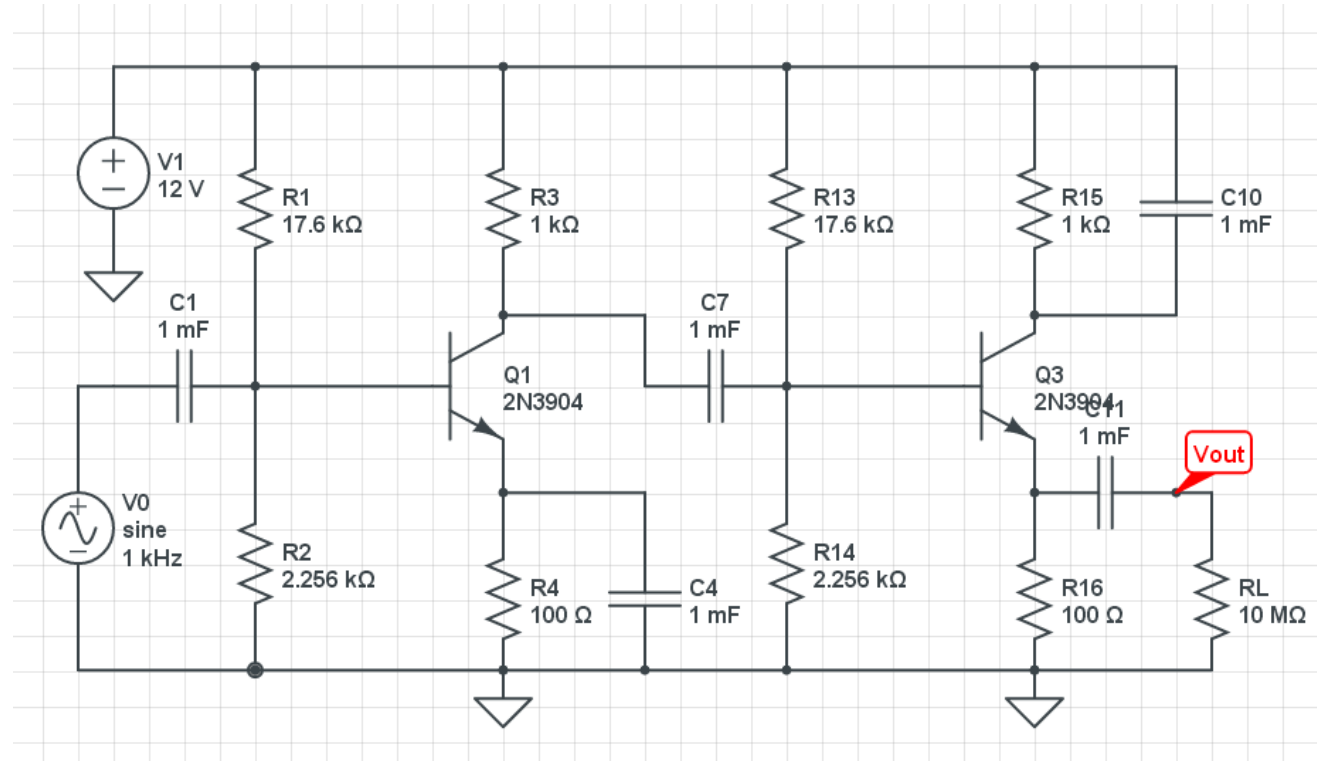 V1
12 V
R1
17.6 kΩ
R3
1 kΩ
R13
17.6 kΩ
R15
1 kΩ
C10
1 mF
C1
1 mF
C7
1 mF
Q1
2N3904
Q3
2N3904
C11
1 mF
Vout
V0
sine
1 kHz
R2
2.256 kΩ
R4
100 Ω
C4
1 mF
R14
2.256 kΩ
R16
100 Ω
RL
10 MΩ